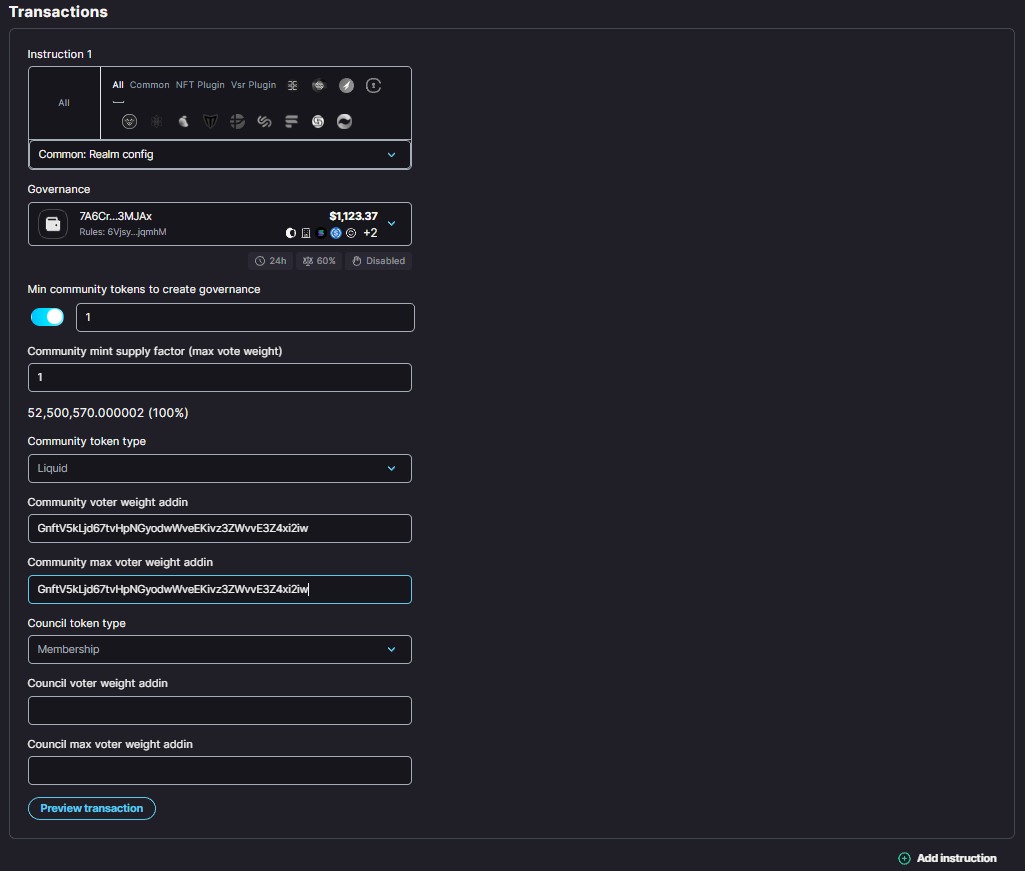 Transactions
Instruction 1
All
All Common NFT Plugin Vsr Plugin
Common: Realm config
Governance
7A6Cr...3MJAx
$1,123.37
Rules: 6Vjsy...jqmhM
+2
24h 60% Disabled
Min community tokens to create governance
1
Community mint supply factor (max vote weight)
1
52,500,570.000002 (100%)
Community token type
Liquid
Community voter weight addin
GnftV5kLjd67tvHpNGyodwWveEKivz3ZWvvE3Z4xi2iw
Community max voter weight addin
GnftV5kLjd67tvHpNGyodwWveEKivz3ZWvvE3Z4xi2iw
Council token type
Membership
Council voter weight addin
Council max voter weight addin
Preview transaction
Add instruction